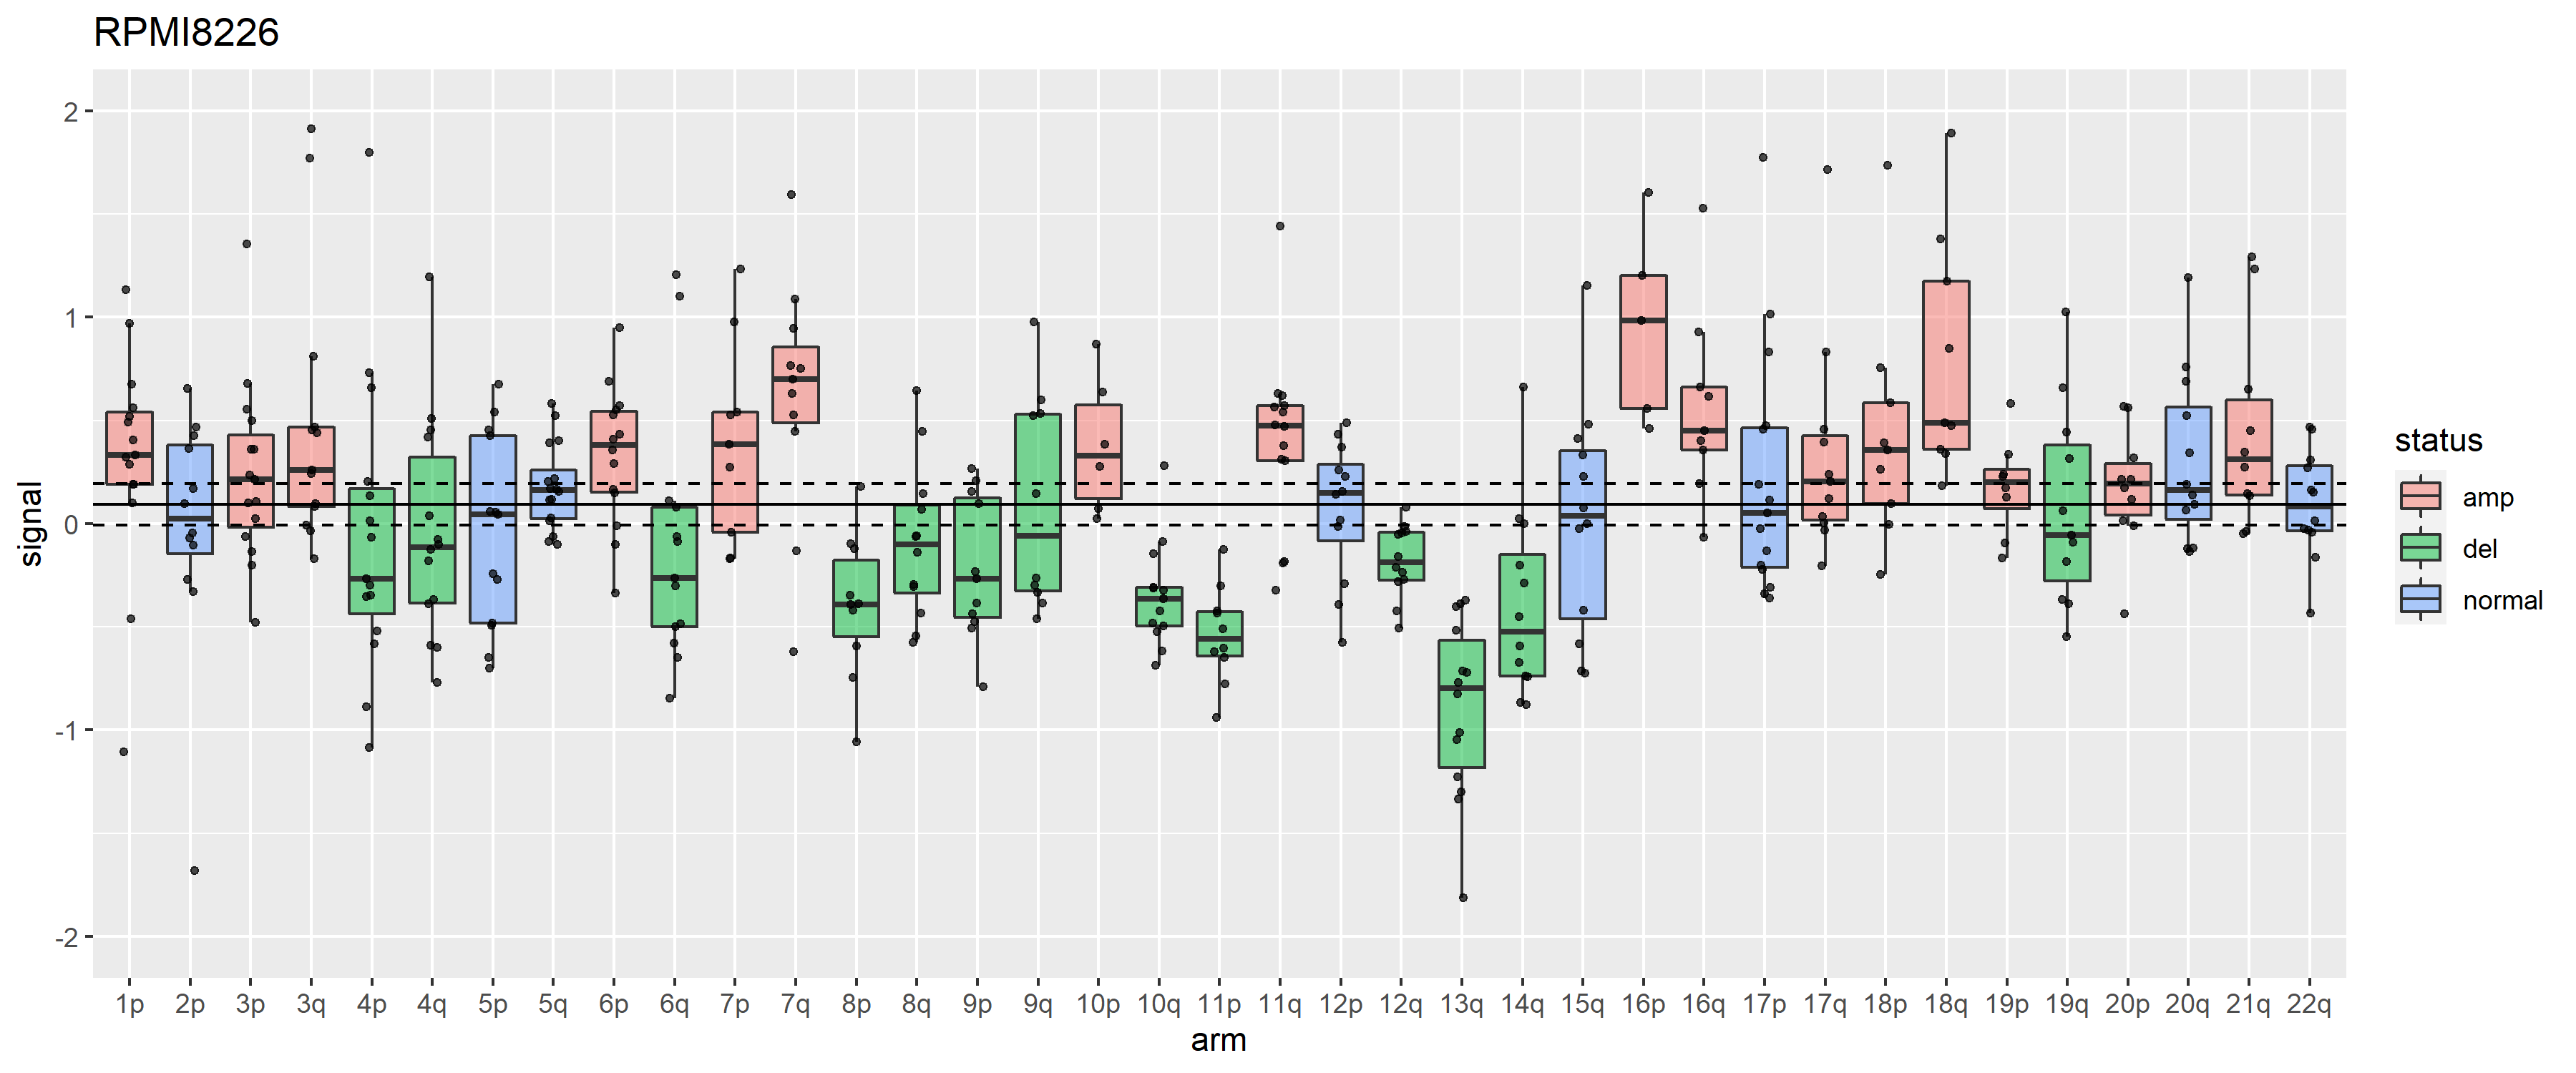 RPMI8226
2
1
0
-1
-2
signal
1p 2p 3p 3q 4p 4q 5p 5q 6p 6q 7p 7q 8p 8q 9p 9q 10p 10q 11p 11q 12p 12q 13q 14q 15q 16p 16q 17p 17q 18p 18q 19p 19q 20p 20q 21q 22q
arm
status
amp
del
normal